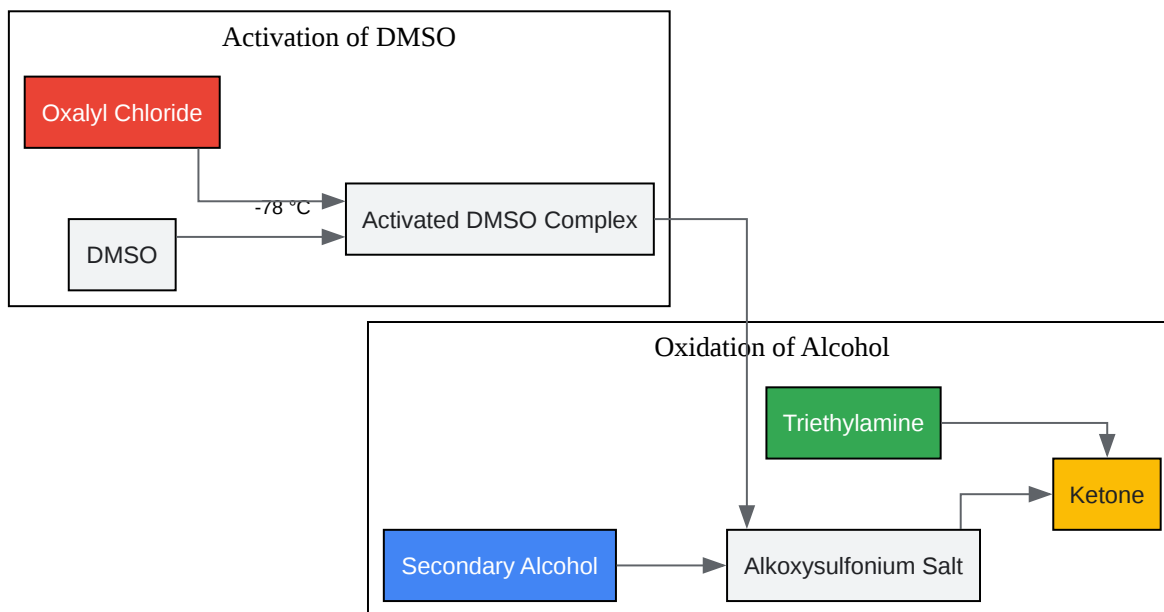 Activation of DMSO
Oxalyl Chloride
-78 °C
Activated DMSO Complex
DMSO
Oxidation of Alcohol
Triethylamine
Ketone
Secondary Alcohol
Alkoxysulfonium Salt